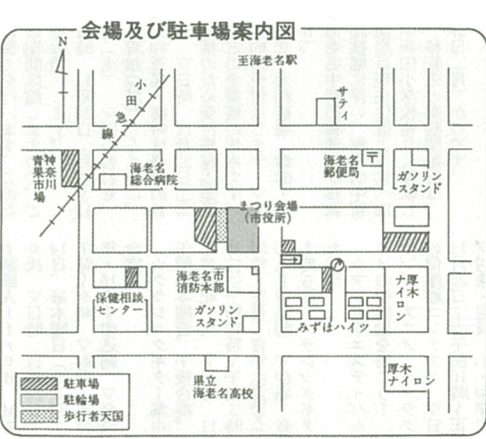 会場及び駐車場案内図
N
至海老名駅
小田急線
サティ
神奈川
青果市場
海老名
総合病院
海老名
郵便局
〒
ガソリン
スタンド
まつり会場
(市役所)
保健相談
センター
海老名市
消防本部
ガソリン
スタンド
みずほハイツ
厚木
ナイロン
厚木
ナイロン
県立
海老名高校
駐車場
駐輪場
歩行者天国